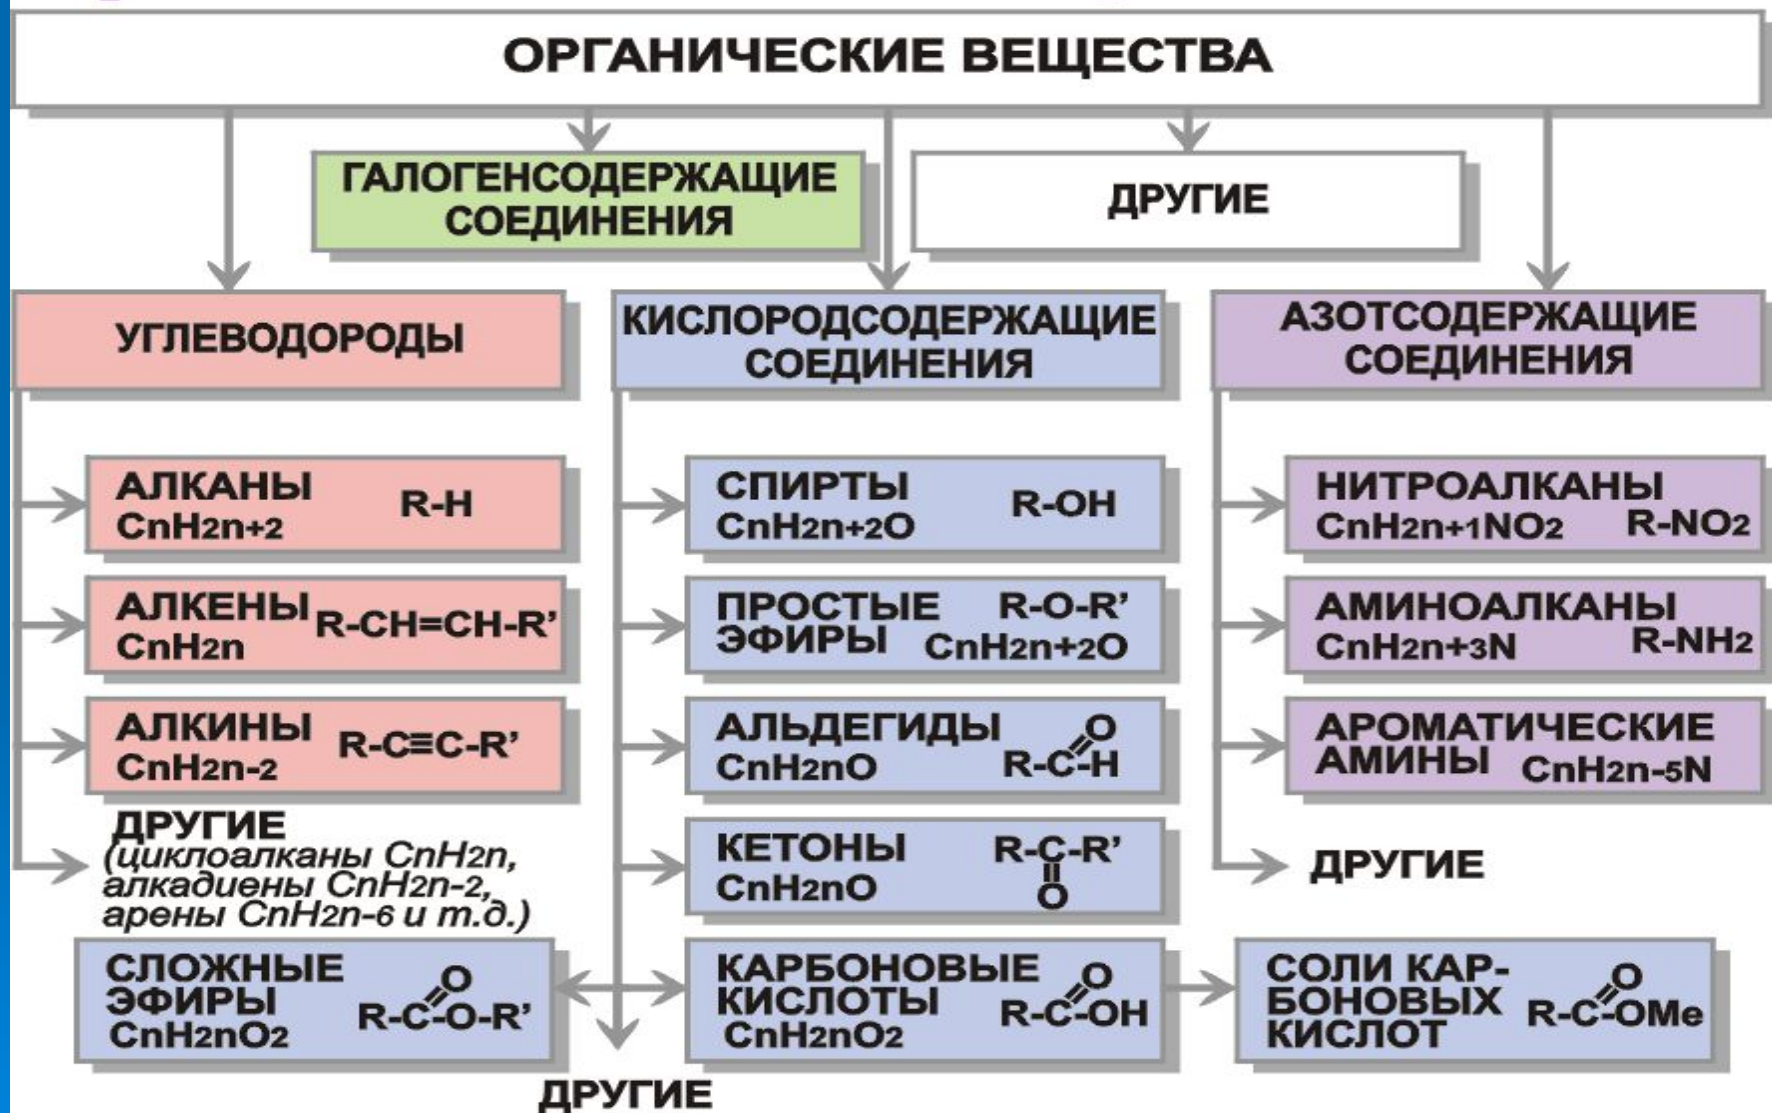 ОРГАНИЧЕСКИЕ ВЕЩЕСТВА
ГАЛОГЕНСОДЕРЖАЩИЕ
СОЕДИНЕНИЯ
ДРУГИЕ
УГЛЕВОДОРОДЫ
АЛКАНЫ R-H
CnH2n+2
АЛКЕНЫ R-CH=CH-R’
CnH2n
АЛКИНЫ R-C≡C-R’
CnH2n-2
ДРУГИЕ
(циклоалканы CnH2n,
алкадиены CnH2n-2,
арены CnH2n-6 и т.д.)
КИСЛОРОДСОДЕРЖАЩИЕ
СОЕДИНЕНИЯ
СПИРТЫ R-OH
CnH2n+2O
ПРОСТЫЕ R-O-R’
ЭФИРЫ CnH2n+2O
АЛЬДЕГИДЫ O
CnH2nO R-C-H
КЕТОНЫ R-C-R’
CnH2nO O
СЛОЖНЫЕ
ЭФИРЫ O
CnH2nO2 R-C-O-R’
КАРБОНОВЫЕ O
КИСЛОТЫ R-C-OH
CnH2nO2
СОЛИ КАР- O
БОНОВЫХ R-C-OMe
КИСЛОТ
ДРУГИЕ
АЗОТСОДЕРЖАЩИЕ
СОЕДИНЕНИЯ
НИТРОАЛКАНЫ
CnH2n+1NO2 R-NO2
АМИНОАЛКАНЫ
CnH2n+3N R-NH2
АРОМАТИЧЕСКИЕ
АМИНЫ CnH2n-5N
ДРУГИЕ